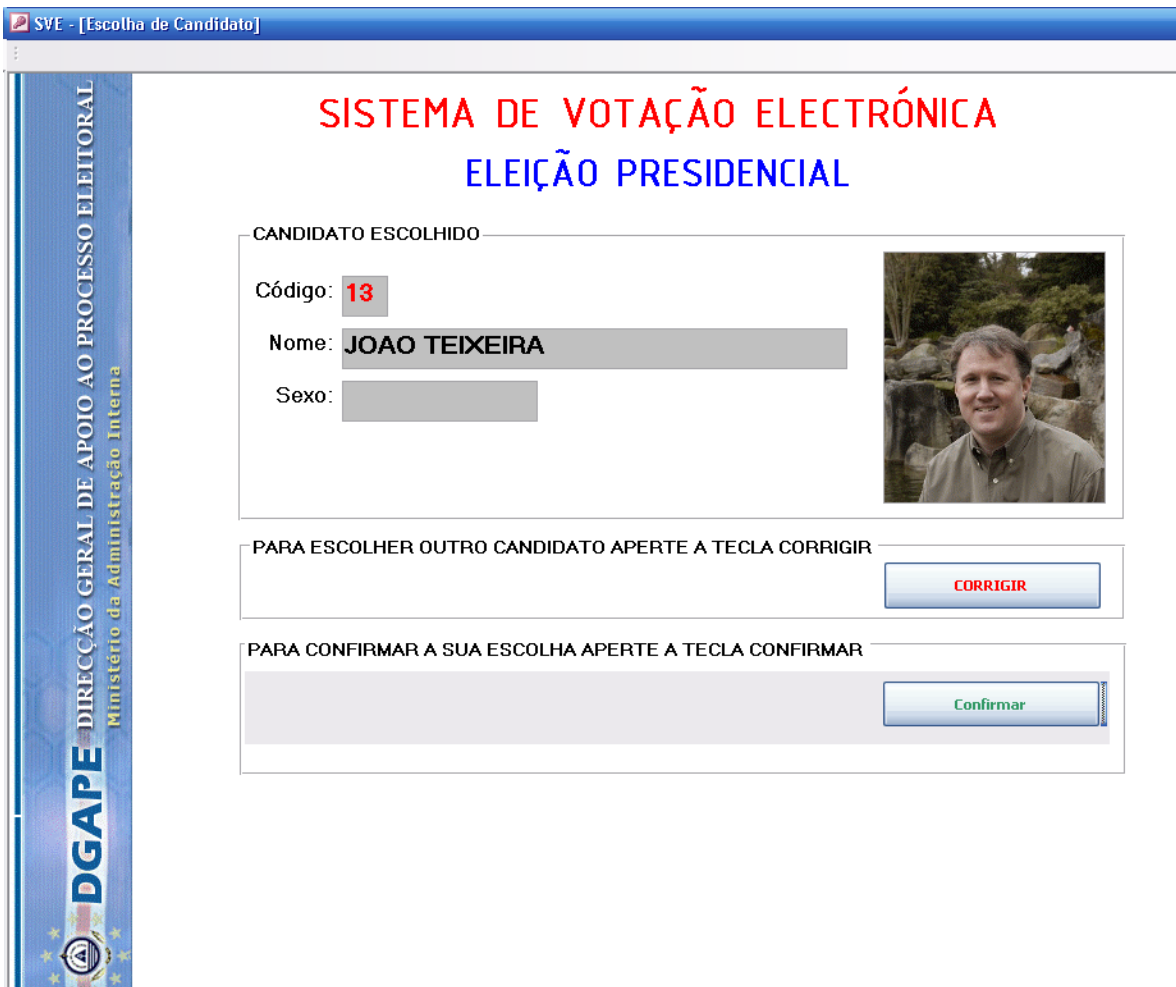 SVE - [Escolha de Candidato]
SISTEMA DE VOTAÇÃO ELECTRÓNICA
ELEIÇÃO PRESIDENCIAL
CANDIDATO ESCOLHIDO
Código: 13
Nome: JOAO TEIXEIRA
Sexo:
PARA ESCOLHER OUTRO CANDIDATO APERTE A TECLA CORRIGIR
CORRIGIR
PARA CONFIRMAR A SUA ESCOLHA APERTE A TECLA CONFIRMAR
Confirmar
DGAPE DIRECÇÃO GERAL DE APOIO AO PROCESSO ELEITORAL
Ministério da Administração Interna